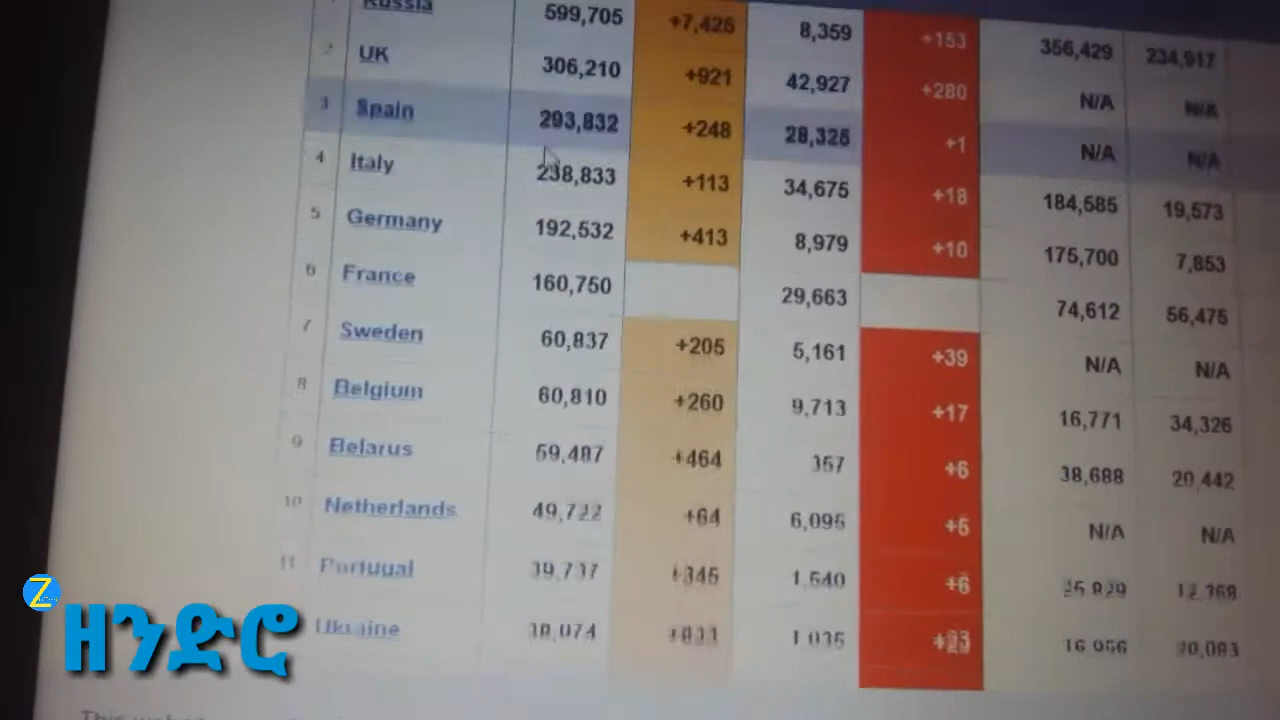 Russia 599,705 +7,425 8,359 +153 356,429 234,917
2 UK 306,210 +921 42,927 +280 N/A N/A
3 Spain 293,832 +248 28,325 +1 N/A N/A
4 Italy 238,833 +113 34,675 +18 184,585 19,573
5 Germany 192,532 +413 8,979 +10 175,700 7,853
6 France 160,750 29,663 74,612 56,475
7 Sweden 60,837 +205 5,161 +39 N/A N/A
8 Belgium 60,810 +260 9,713 +17 16,771 34,326
9 Belarus 59,487 +464 357 +6 38,688 20,442
10 Netherlands 49,722 +64 6,095 +5 N/A N/A
11 Portugal 39,737 +345 1,540 +6
Ukraine
Z
ዘንድሮ